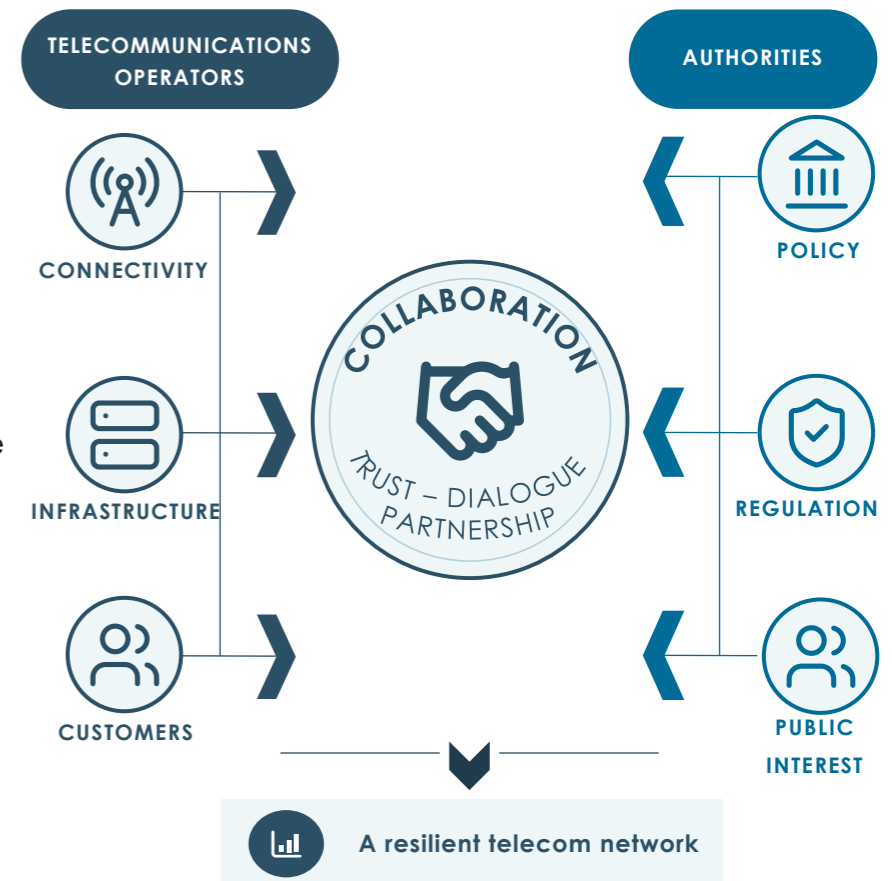 TELECOMMUNICATIONS
OPERATORS
AUTHORITIES
CONNECTIVITY
POLICY
COLLABORATION
TRUST – DIALOGUE
PARTNERSHIP
e
INFRASTRUCTURE
REGULATION
CUSTOMERS
PUBLIC
INTEREST
A resilient telecom network